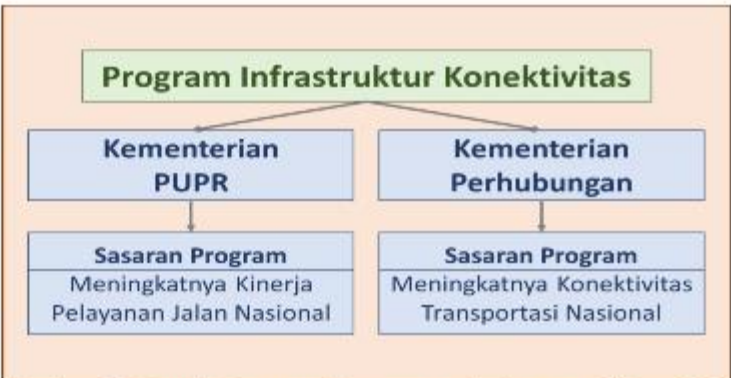 Program Infrastruktur Konektivitas
Kementerian
PUPR
Kementerian
Perhubungan
Sasaran Program
Meningkatnya Kinerja
Pelayanan Jalan Nasional
Sasaran Program
Meningkatnya Konektivitas
Transportasi Nasional